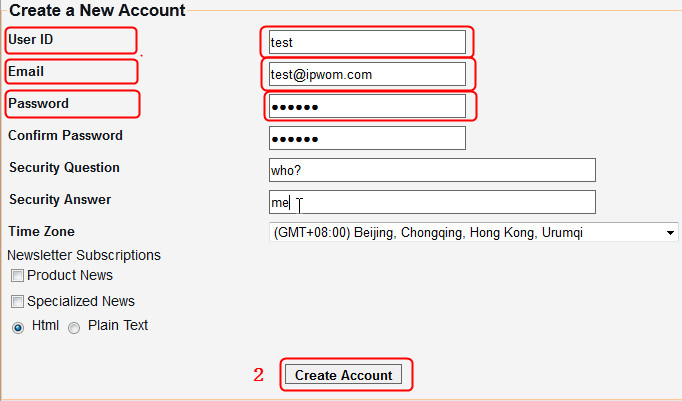 Create a New Account
User ID test
Email test@ipwom.com
Password ●●●●●●
Confirm Password ●●●●●●
Security Question who?
Security Answer me
Time Zone (GMT+08:00) Beijing, Chongqing, Hong Kong, Urumqi
Newsletter Subscriptions
Product News
Specialized News
Html Plain Text
2 Create Account